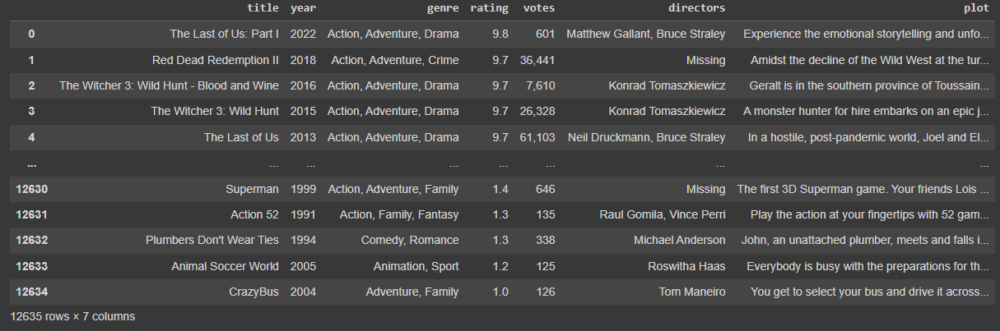 title year genre rating votes directors plot
0 The Last of Us: Part I 2022 Action, Adventure, Drama 9.8 601 Matthew Gallant, Bruce Straley Experience the emotional storytelling and unfo...
1 Red Dead Redemption II 2018 Action, Adventure, Crime 9.7 36,441 Missing Amidst the decline of the Wild West at the tur...
2 The Witcher 3: Wild Hunt - Blood and Wine 2016 Action, Adventure, Drama 9.7 7,610 Konrad Tomaszkiewicz Geralt is in the southern province of Toussain...
3 The Witcher 3: Wild Hunt 2015 Action, Adventure, Drama 9.7 26,328 Konrad Tomaszkiewicz A monster hunter for hire embarks on an epic j...
4 The Last of Us 2013 Action, Adventure, Drama 9.7 61,103 Neil Druckmann, Bruce Straley In a hostile, post-pandemic world, Joel and El...
... ... ... ... ... ... ... ...
12630 Superman 1999 Action, Adventure, Family 1.4 646 Missing The first 3D Superman game. Your friends Lois ...
12631 Action 52 1991 Action, Family, Fantasy 1.3 135 Raul Gomila, Vince Perri Play the action at your fingertips with 52 gam...
12632 Plumbers Don't Wear Ties 1994 Comedy, Romance 1.3 338 Michael Anderson John, an unattached plumber, meets and falls i...
12633 Animal Soccer World 2005 Animation, Sport 1.2 125 Roswitha Haas Everybody is busy with the preparations for th...
12634 CrazyBus 2004 Adventure, Family 1.0 126 Tom Maneiro You get to select your bus and drive it across...
12635 rows × 7 columns